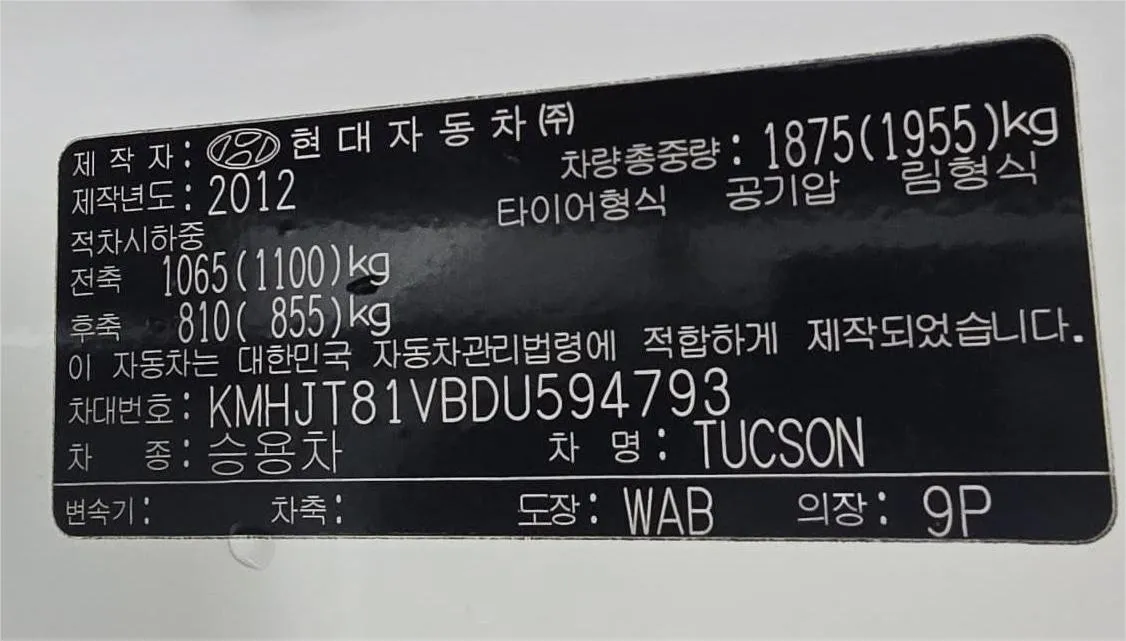 제 작 자 : 현 대 자 동 차 ㈜
제작년도 : 2012
차량총중량 : 1875(1955)kg
타이어형식 공기압 림형식
적차시하중
전축 1065(1100)kg
후축 810( 855)kg
이 자동차는 대한민국 자동차관리법령에 적합하게 제작되었습니다.
차대번호 : KMHJT81VBDU594793
차 종 : 승용차 차 명 : TUCSON
변속기 : 차축 : 도장 : WAB 의장 : 9P